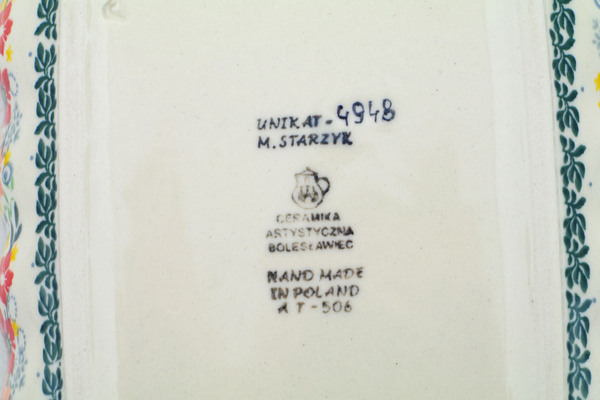 UNIKAT-4948
M. STARZYK
CERAMIKA
ARTYSTYCZNA
BOLESŁAWIEC
HAND MADE
IN POLAND
A T - 506